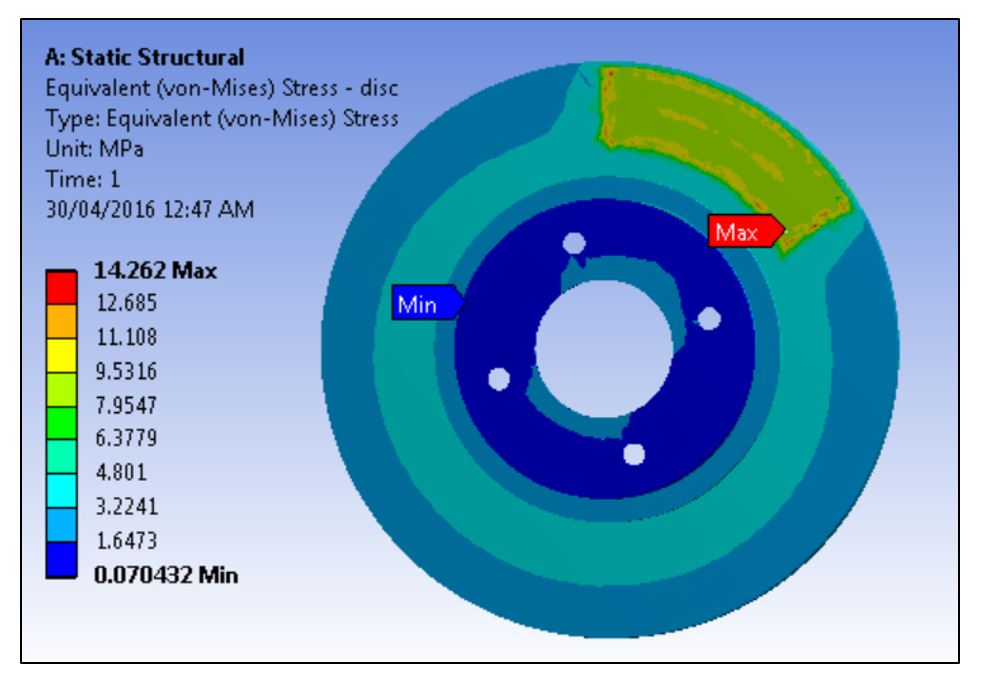 A: Static Structural
Equivalent (von-Mises) Stress - disc
Type: Equivalent (von-Mises) Stress
Unit: MPa
Time: 1
30/04/2016 12:47 AM
14.262 Max
12.685
11.108
9.5316
7.9547
6.3779
4.801
3.2241
1.6473
0.070432 Min
Max
Min